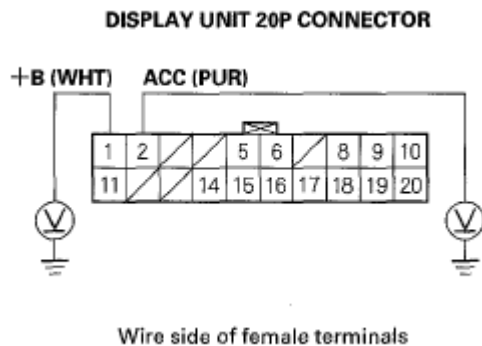 DISPLAY UNIT 20P CONNECTOR
+B (WHT) ACC (PUR)
1 2 5 6 8 9 10
11 14 15 16 17 18 19 20
V V
Wire side of female terminals